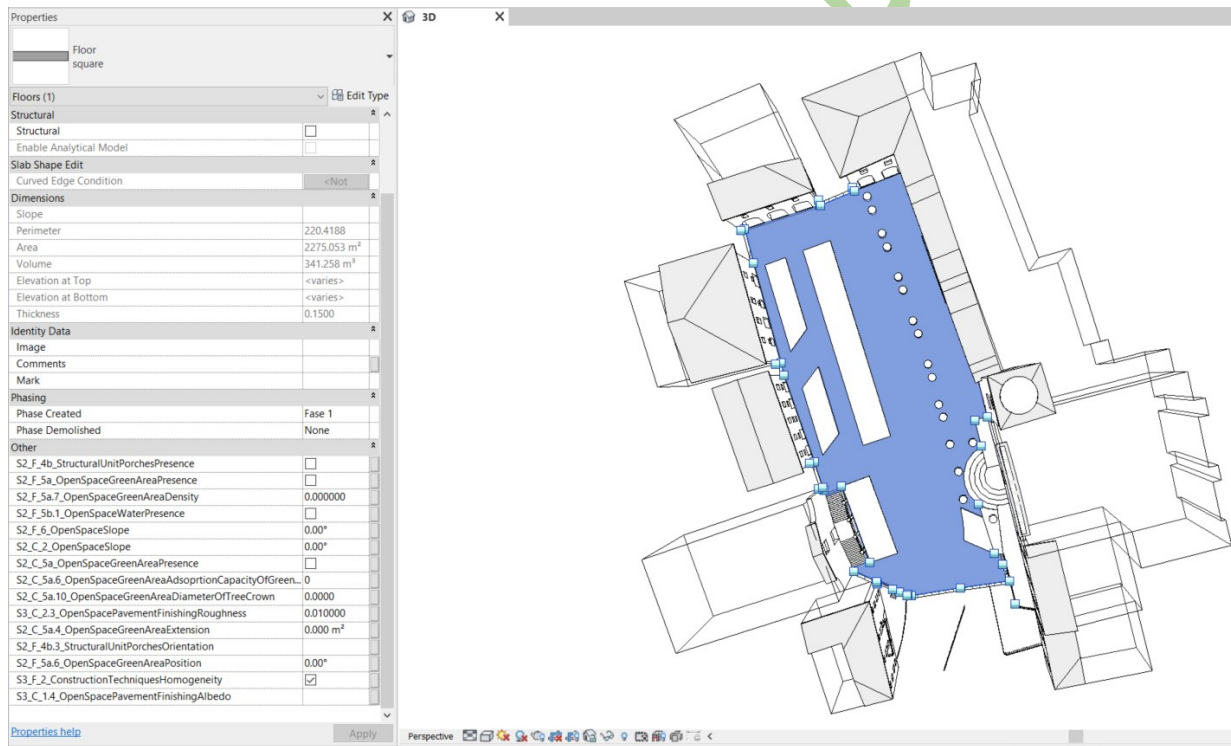 Properties
3D
Floor
square
Floors (1)
Edit Type
Structural
Structural
Enable Analytical Model
Slab Shape Edit
Curved Edge Condition <Not
Dimensions
Slope
Perimeter 220.4188
Area 2275.053 m²
Volume 341.258 m³
Elevation at Top <varies>
Elevation at Bottom <varies>
Thickness 0.1500
Identity Data
Image
Comments
Mark
Phasing
Phase Created Fase 1
Phase Demolished None
Other
S2_F_4b_StructuralUnitPorchesPresence
S2_F_5a_OpenSpaceGreenAreaPresence
S2_F_5a.7_OpenSpaceGreenAreaDensity 0.000000
S2_F_5b.1_OpenSpaceWaterPresence
S2_F_6_OpenSpaceSlope 0.00°
S2_C_2_OpenSpaceSlope 0.00°
S2_C_5a_OpenSpaceGreenAreaPresence
S2_C_5a.6_OpenSpaceGreenAreaAdsoprtionCapacityOfGreen... 0
S2_C_5a.10_OpenSpaceGreenAreaDiameterOfTreeCrown 0.0000
S3_C_2.3_OpenSpacePavementFinishingRoughness 0.010000
S2_C_5a.4_OpenSpaceGreenAreaExtension 0.000 m²
S2_F_4b.3_StructuralUnitPorchesOrientation
S2_F_5a.6_OpenSpaceGreenAreaPosition 0.00°
S3_F_2_ConstructionTechniquesHomogeneity
S3_C_1.4_OpenSpacePavementFinishingAlbedo
Properties help
Apply
Perspective